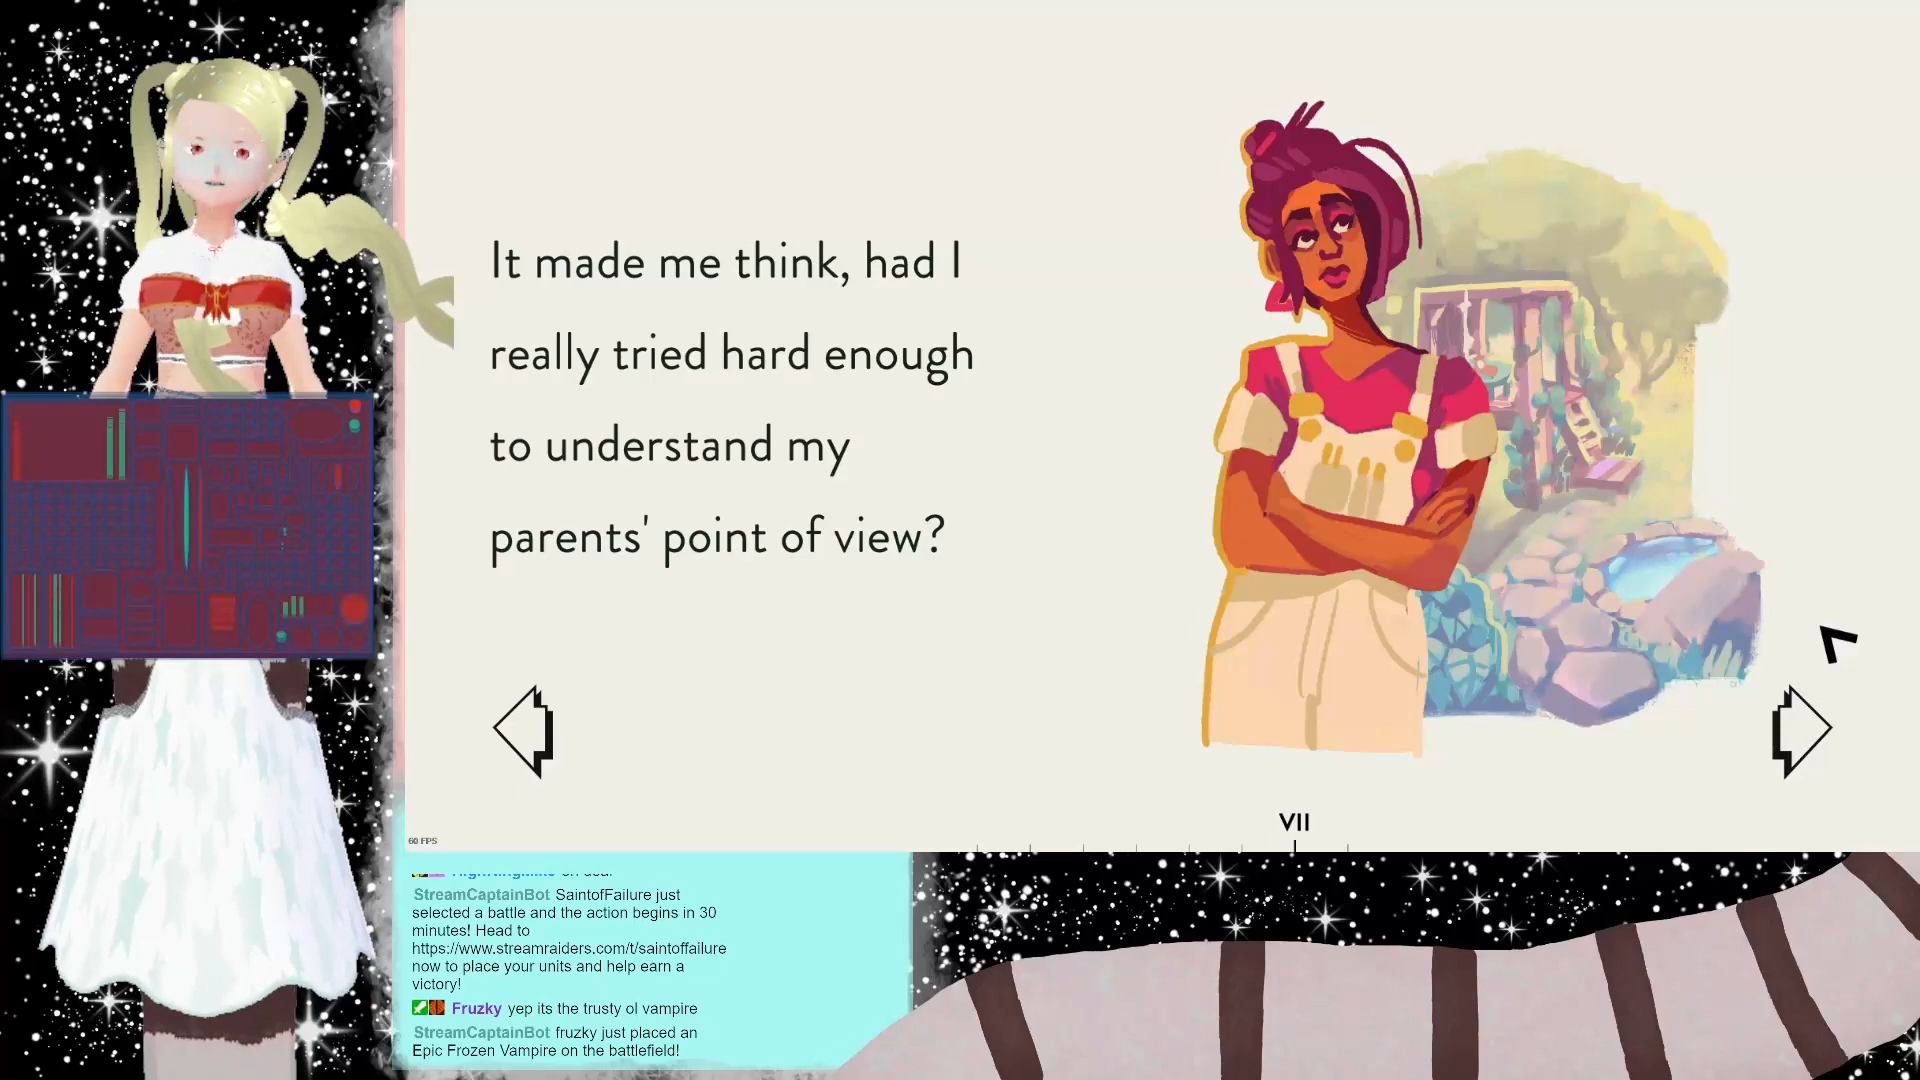 It made me think, had I
really tried hard enough
to understand my
parents' point of view?
VII
60 FPS
StreamCaptainBot SaintofFailure just
selected a battle and the action begins in 30
minutes! Head to
https://www.streamraiders.com/t/saintoffailure
now to place your units and help earn a
victory!
Fruzky yep its the trusty ol vampire
StreamCaptainBot fruzky just placed an
Epic Frozen Vampire on the battlefield!